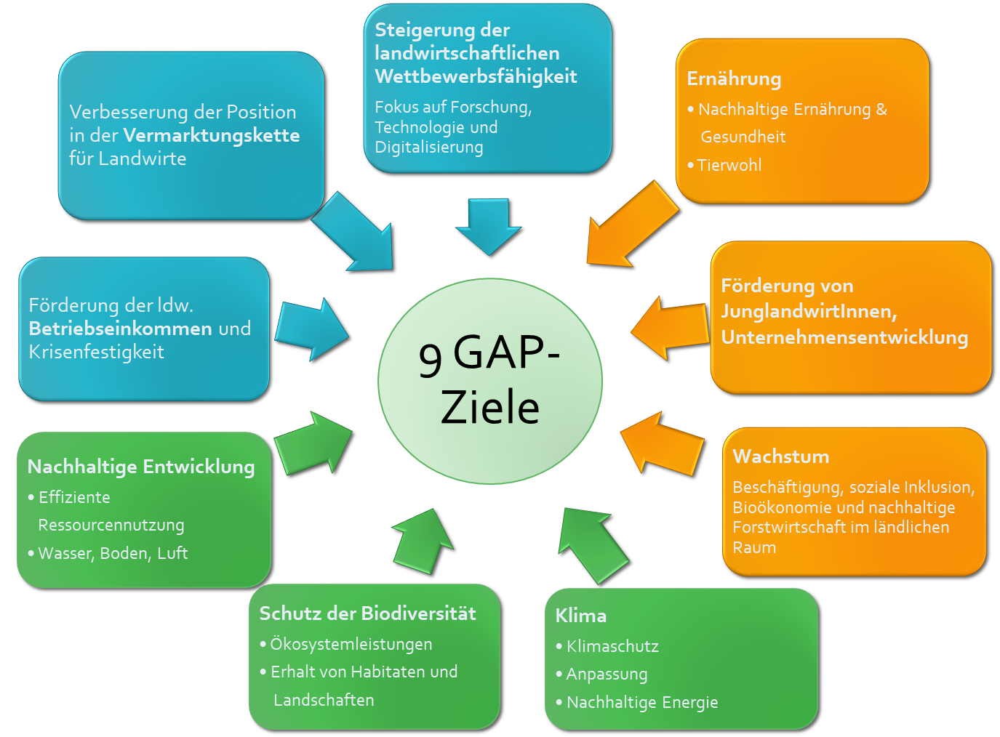 Steigerung der
landwirtschaftlichen
Wettbewerbsfähigkeit
Fokus auf Forschung,
Technologie und
Digitalisierung
Ernährung
• Nachhaltige Ernährung &
Gesundheit
• Tierwohl
Förderung von
JunglandwirtInnen,
Unternehmensentwicklung
Wachstum
Beschäftigung, soziale Inklusion,
Bioökonomie und nachhaltige
Forstwirtschaft im ländlichen
Raum
Klima
• Klimaschutz
• Anpassung
• Nachhaltige Energie
Schutz der Biodiversität
• Ökosystemleistungen
• Erhalt von Habitaten und
Landschaften
Nachhaltige Entwicklung
• Effiziente
Ressourcennutzung
• Wasser, Boden, Luft
Förderung der ldw.
Betriebseinkommen und
Krisenfestigkeit
Verbesserung der Position
in der Vermarktungskette
für Landwirte
9 GAP-
Ziele